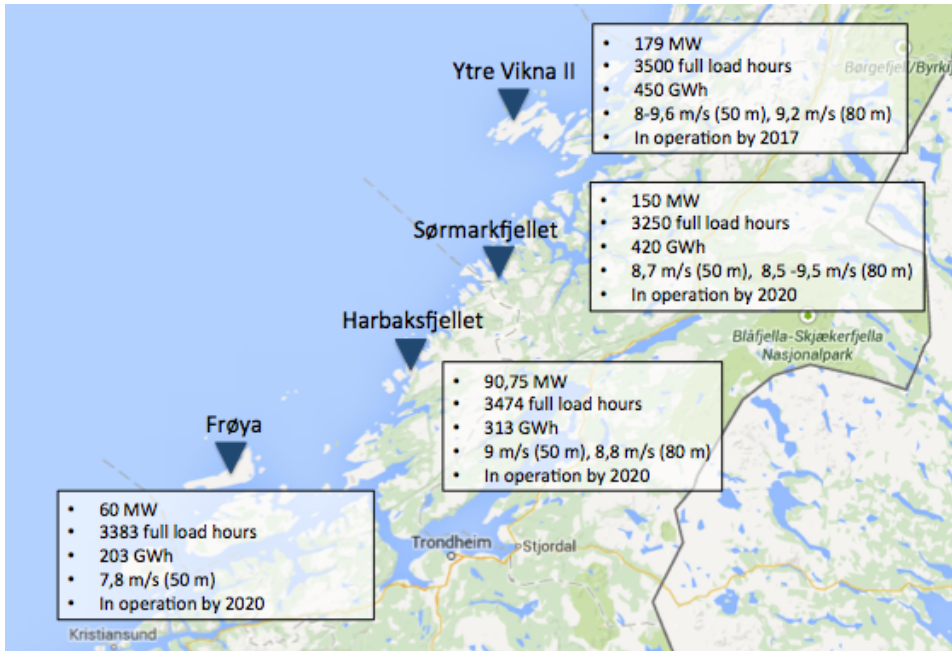 Ytre Vikna II
• 179 MW
• 3500 full load hours
• 450 GWh
• 8-9,6 m/s (50 m), 9,2 m/s (80 m)
• In operation by 2017
Børgefjell/Byrkij
Sørmarkfjellet
• 150 MW
• 3250 full load hours
• 420 GWh
• 8,7 m/s (50 m), 8,5 -9,5 m/s (80 m)
• In operation by 2020
Harbaksfjellet
Blåfjella-Skjækerfjella
Nasjonalpark
• 90,75 MW
• 3474 full load hours
• 313 GWh
• 9 m/s (50 m), 8,8 m/s (80 m)
• In operation by 2020
Frøya
• 60 MW
• 3383 full load hours
• 203 GWh
• 7,8 m/s (50 m)
• In operation by 2020
Trondheim
Stjordal
Kristiansund